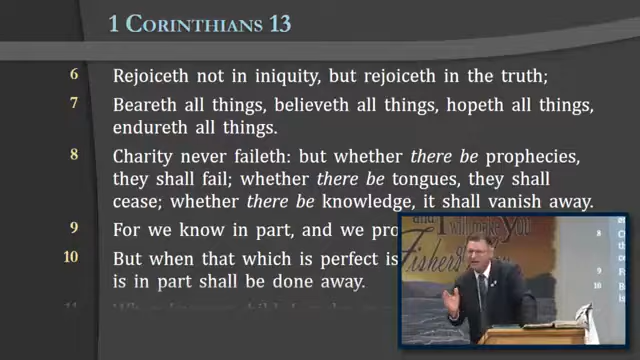 1 CORINTHIANS 13
6 Rejoiceth not in iniquity, but rejoiceth in the truth;
7 Beareth all things, believeth all things, hopeth all things,
endureth all things.
8 Charity never faileth: but whether there be prophecies,
they shall fail; whether there be tongues, they shall
cease; whether there be knowledge, it shall vanish away.
9 For we know in part, and we pro
10 But when that which is perfect is
is in part shall be done away.
and I will make you
Fishers
8
9
10